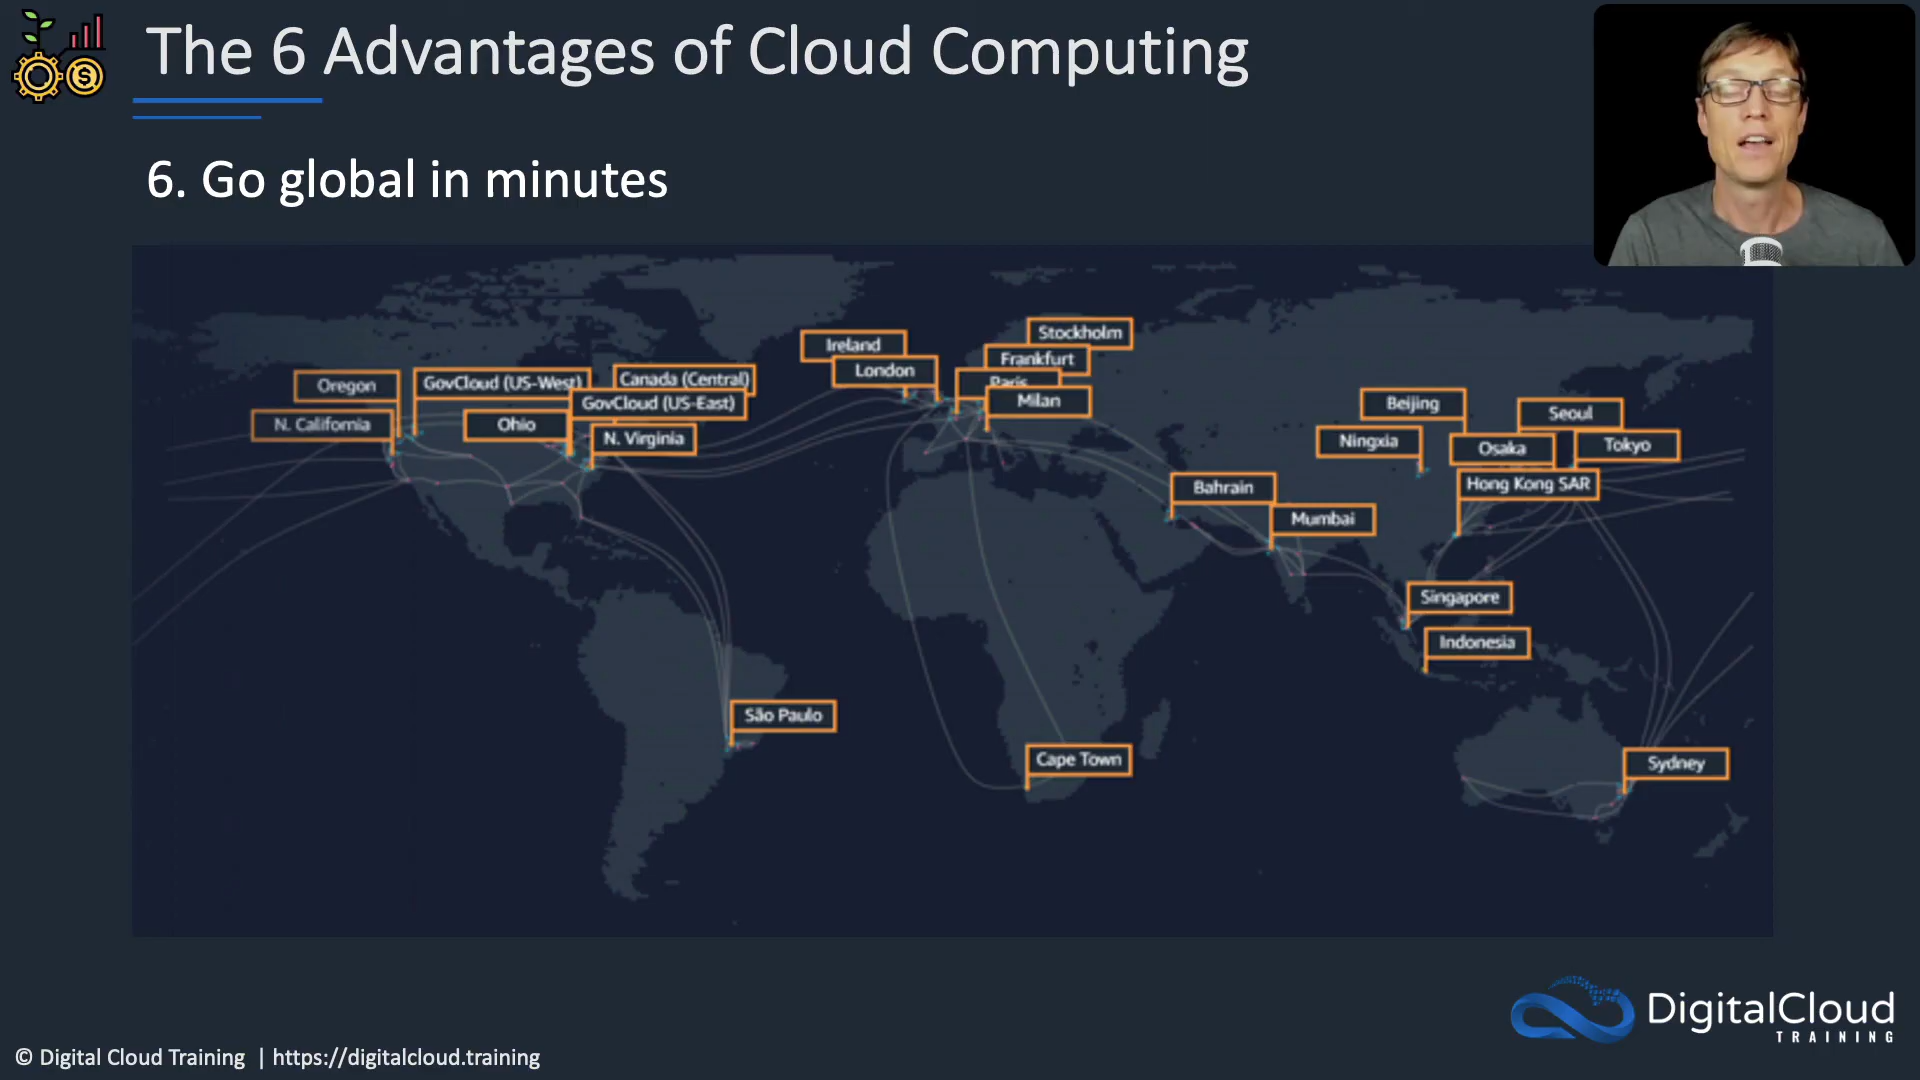 The 6 Advantages of Cloud Computing
6. Go global in minutes
Stockholm
Ireland
Frankfurt
London
Paris
Milan
Oregon
GovCloud (US-West)
Canada (Central)
GovCloud (US-East)
N. California
Ohio
N. Virginia
Beijing
Seoul
Ningxia
Osaka
Tokyo
Hong Kong SAR
Bahrain
Mumbai
Singapore
Indonesia
São Paulo
Cape Town
Sydney
DigitalCloud
TRAINING
© Digital Cloud Training | https://digitalcloud.training